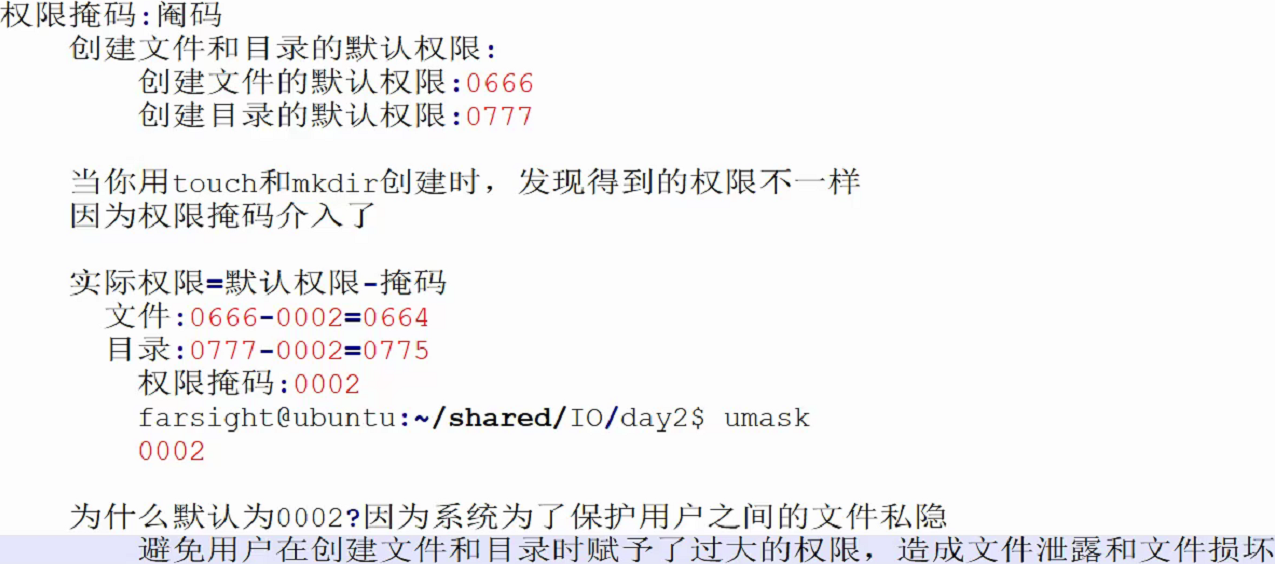 权限掩码:阉码
创建文件和目录的默认权限:
创建文件的默认权限:0666
创建目录的默认权限:0777
当你用touch和mkdir创建时，发现得到的权限不一样
因为权限掩码介入了
实际权限=默认权限-掩码
文件:0666-0002=0664
目录:0777-0002=0775
权限掩码:0002
farsight@ubuntu:~/shared/IO/day2$ umask
0002
为什么默认为0002?因为系统为了保护用户之间的文件私隐
避免用户在创建文件和目录时赋予了过大的权限，造成文件泄露和文件损坏